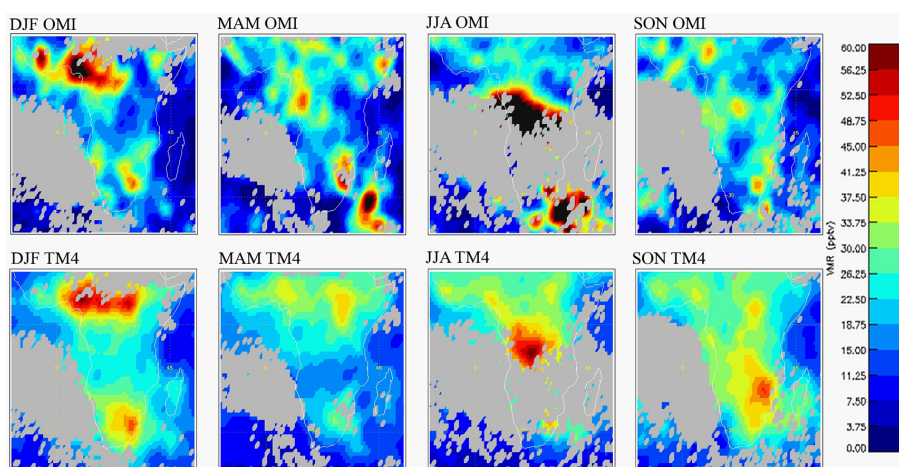 DJF OMI
MAM OMI
JJA OMI
SON OMI
DJF TM4
MAM TM4
JJA TM4
SON TM4
60.00
56.25
52.50
48.75
45.00
41.25
37.50
33.75
30.00
26.25
22.50
18.75
15.00
11.25
7.50
3.75
0.00
VMR (pptv)